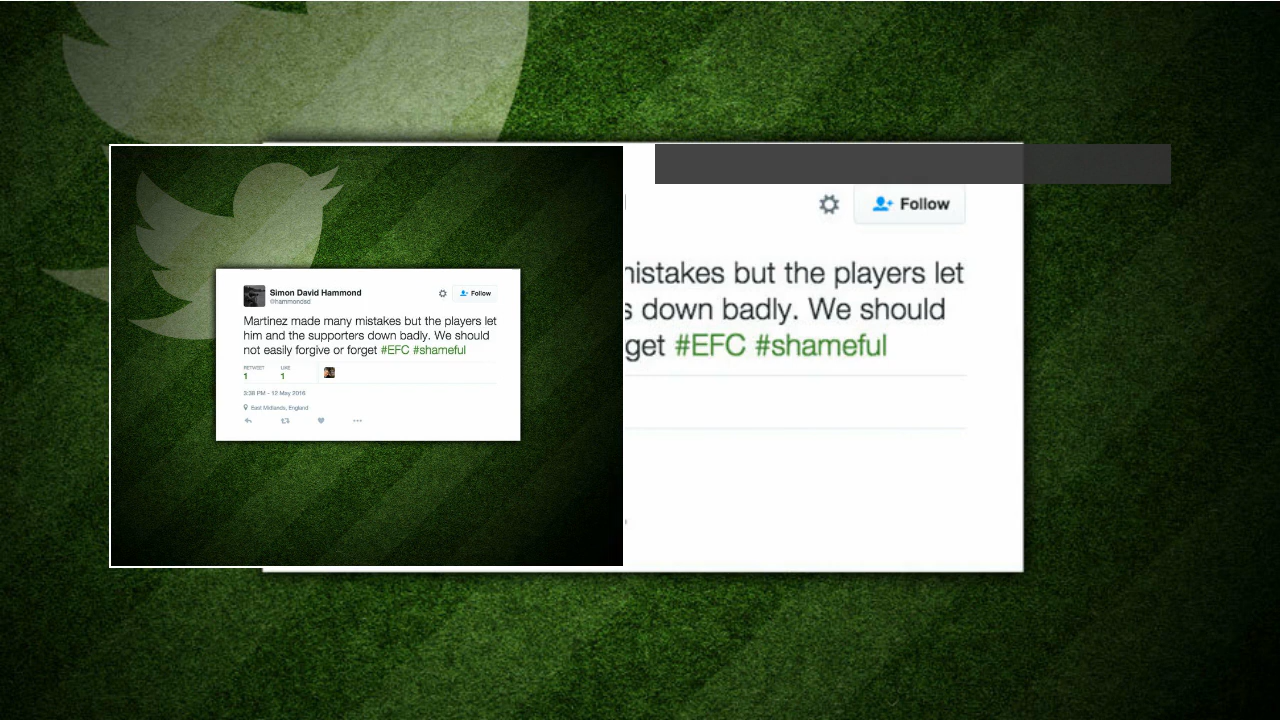 Simon David Hammond
@hammondsd
Follow
Martinez made many mistakes but the players let
him and the supporters down badly. We should
not easily forgive or forget #EFC #shameful
RETWEET LIKE
1 1
3:38 PM - 12 May 2016
East Midlands, England
Follow
istakes but the players let
s down badly. We should
get #EFC #shameful